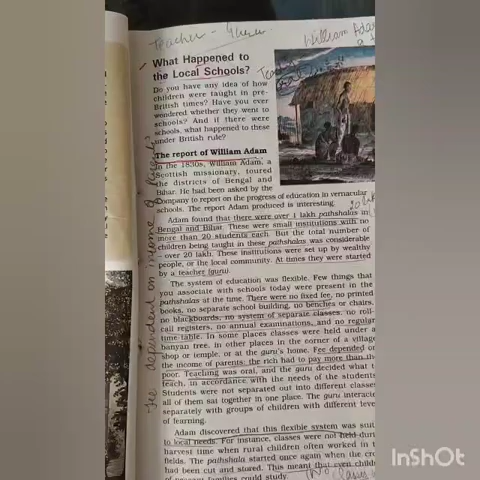 Teacher - Guru
William Adam
What Happened to
the Local Schools?
Do you have any idea of how
children were taught in pre-
British times? Have you ever
wondered whether they went to
schools? And if there were
schools, what happened to these
under British rule?
The report of William Adam
In the 1830s, William Adam, a
Scottish missionary, toured
the districts of Bengal and
Bihar. He had been asked by the
Company to report on the progress of education in vernacular
schools. The report Adam produced is interesting.
Adam found that there were over 1 lakh pathshalas in
Bengal and Bihar. These were small institutions with no
more than 20 students each. But the total number of
children being taught in these pathshalas was considerable
– over 20 lakh. These institutions were set up by wealthy
people, or the local community. At times they were started
by a teacher (guru).
The system of education was flexible. Few things that
you associate with schools today were present in the
pathshalas at the time. There were no fixed fee, no printed
books, no separate school building, no benches or chairs,
no blackboards, no system of separate classes, no roll-
call registers, no annual examinations, and no regular
time-table. In some places classes were held under a
banyan tree, in other places in the corner of a village
shop or temple, or at the guru's home. Fee depended on
the income of parents: the rich had to pay more than the
poor. Teaching was oral, and the guru decided what to
teach, in accordance with the needs of the students.
Students were not separated out into different classes:
all of them sat together in one place. The guru interacted
separately with groups of children with different levels
of learning.
Adam discovered that this flexible system was suited
to local needs. For instance, classes were not held during
harvest time when rural children often worked in the
fields. The pathshala started once again when the crops
had been cut and stored. This meant that even children
of peasant families could study.
fee dependent on income of parents
InShOt